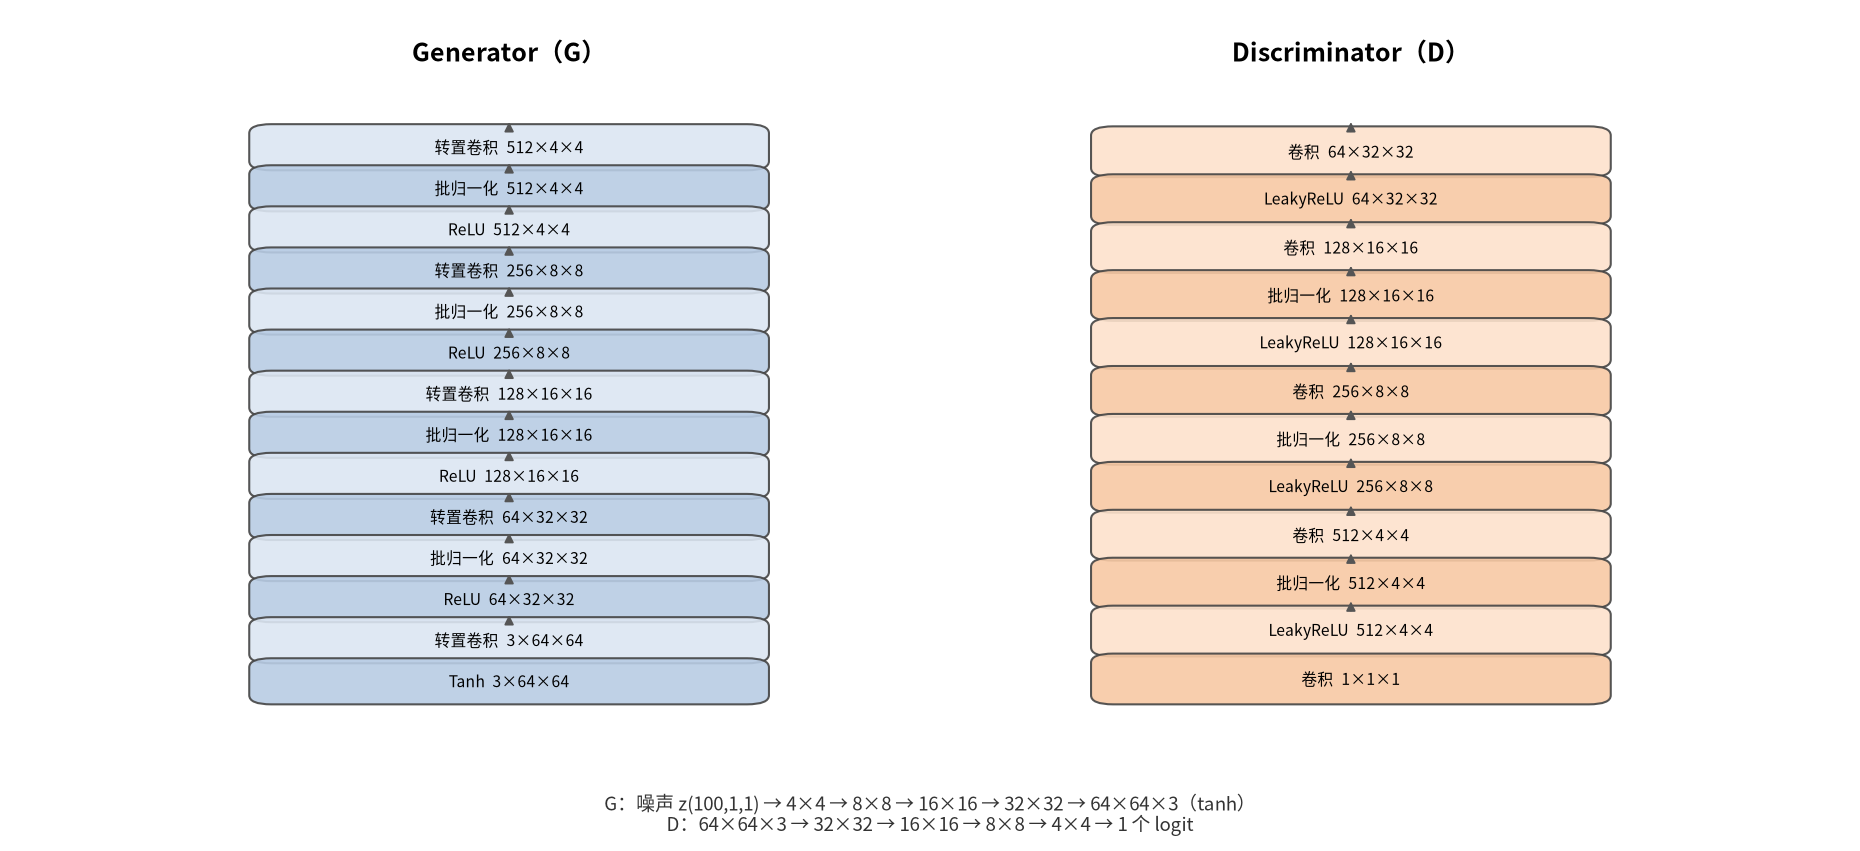 Generator（G）
转置卷积 512×4×4
批归一化 512×4×4
ReLU 512×4×4
转置卷积 256×8×8
批归一化 256×8×8
ReLU 256×8×8
转置卷积 128×16×16
批归一化 128×16×16
ReLU 128×16×16
转置卷积 64×32×32
批归一化 64×32×32
ReLU 64×32×32
转置卷积 3×64×64
Tanh 3×64×64
Discriminator（D）
卷积 64×32×32
LeakyReLU 64×32×32
卷积 128×16×16
批归一化 128×16×16
LeakyReLU 128×16×16
卷积 256×8×8
批归一化 256×8×8
LeakyReLU 256×8×8
卷积 512×4×4
批归一化 512×4×4
LeakyReLU 512×4×4
卷积 1×1×1
G：噪声 z(100,1,1)→4×4→8×8→16×16→32×32→64×64×3（tanh）
D：64×64×3→32×32→16×16→8×8→4×4→1 个 logit